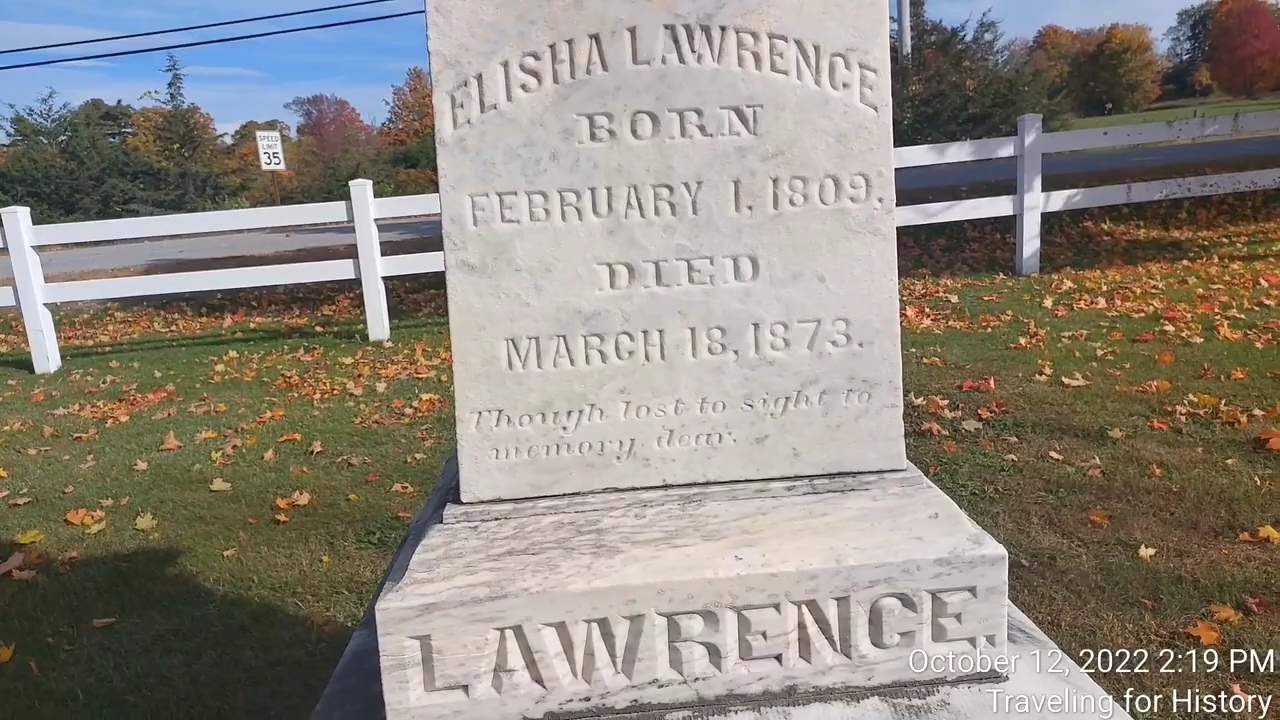 ELISHA LAWRENCE
BORN
FEBRUARY 1, 1809.
DIED
MARCH 18, 1873.
Though lost to sight to
memory, dear.
LAWRENCE.
SPEED
LIMIT
35
October 12, 2022 2:19 PM
Traveling for History